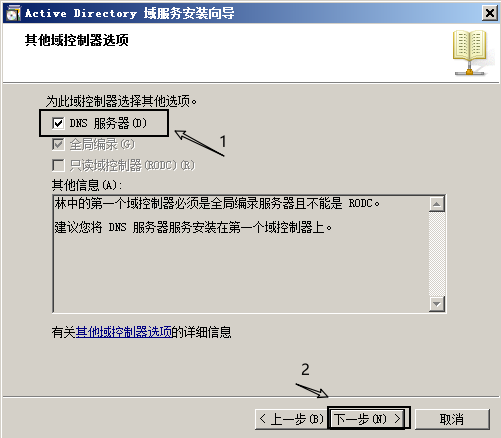 Active Directory 域服务安装向导
其他域控制器选项
为此域控制器选择其他选项。
DNS 服务器(D)
1
全局编录(G)
只读域控制器(RODC)(R)
其他信息(A):
林中的第一个域控制器必须是全局编录服务器且不能是 RODC。
建议您将 DNS 服务器服务安装在第一个域控制器上。
有关其他域控制器选项的详细信息
2
< 上一步(B) 下一步(N) > 取消